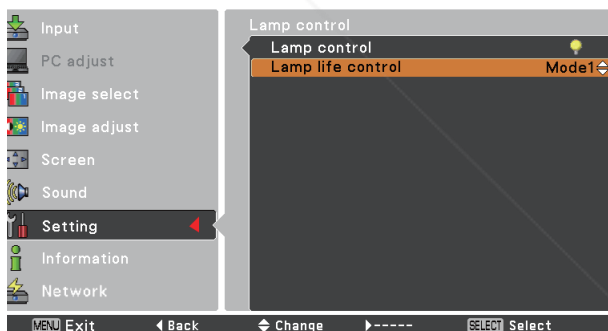 Input
PC adjust
Image select
Image adjust
Screen
Sound
Setting
Information
Network
Lamp control
Lamp control
Lamp life control Mode1
MENU Exit Back Change ----- SELECT Select